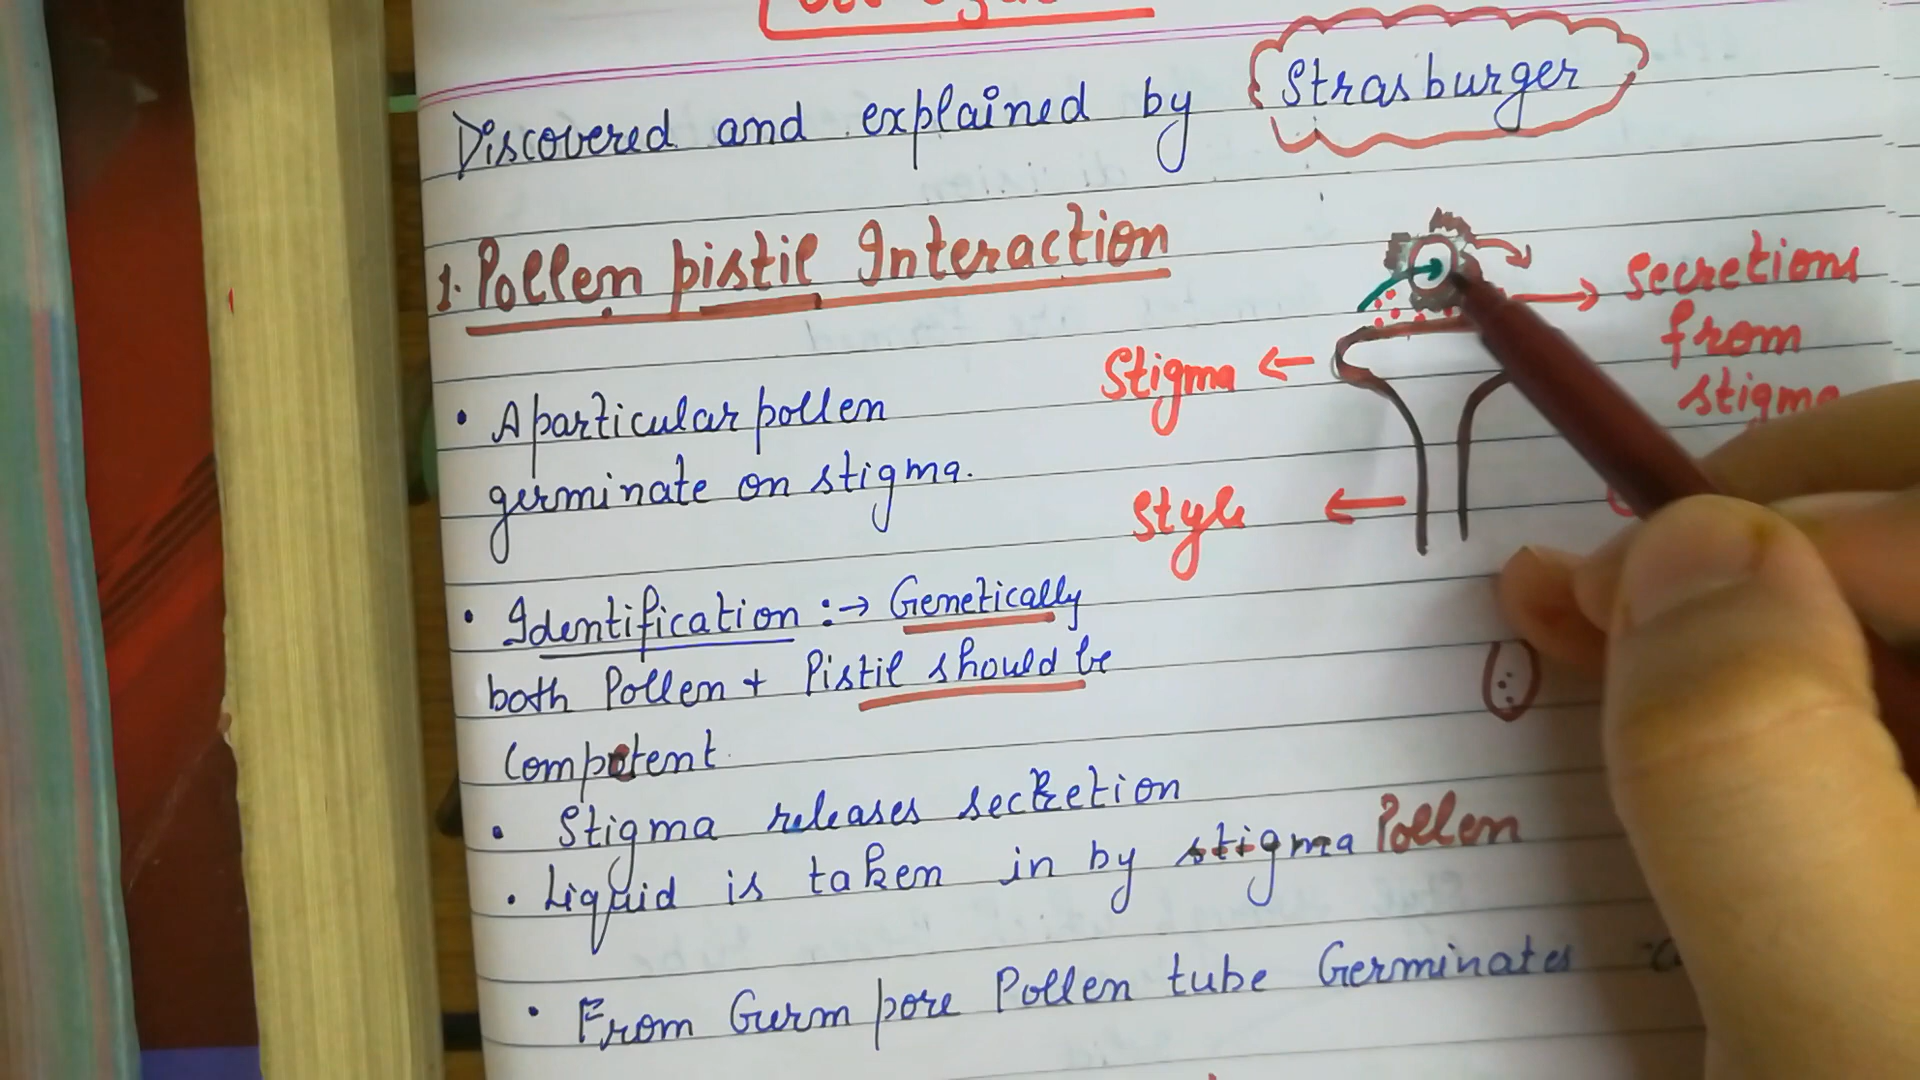 Discovered and explained by Strasburger
1. Pollen pistil Interaction
secretions
from
stigma
Stigma ←
• A particular pollen
germinate on stigma.
Style ←
• Identification :→ Genetically
both Pollen + Pistil should be
Competent
• Stigma releases secretion
• Liquid is taken in by stigma Pollen
• From Germ pore Pollen tube Germinates